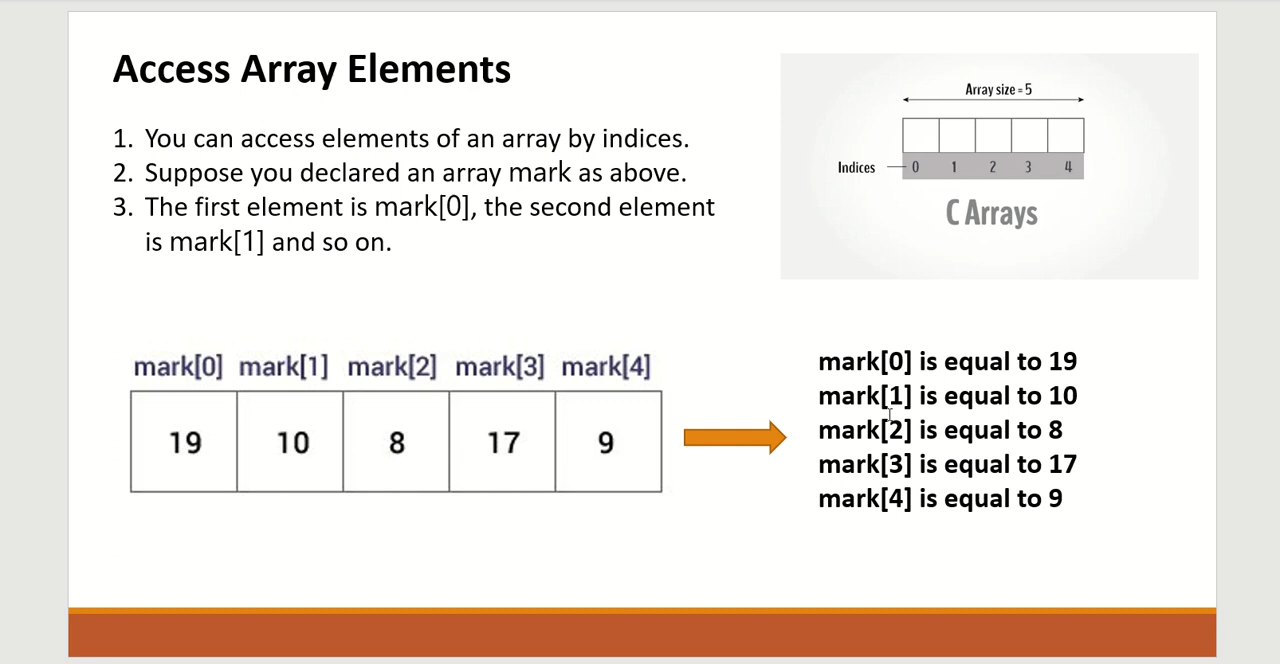 Access Array Elements
1. You can access elements of an array by indices.
2. Suppose you declared an array mark as above.
3. The first element is mark[0], the second element
is mark[1] and so on.
Array size = 5
Indices 0 1 2 3 4
C Arrays
mark[0] mark[1] mark[2] mark[3] mark[4]
19 10 8 17 9
mark[0] is equal to 19
mark[1] is equal to 10
mark[2] is equal to 8
mark[3] is equal to 17
mark[4] is equal to 9